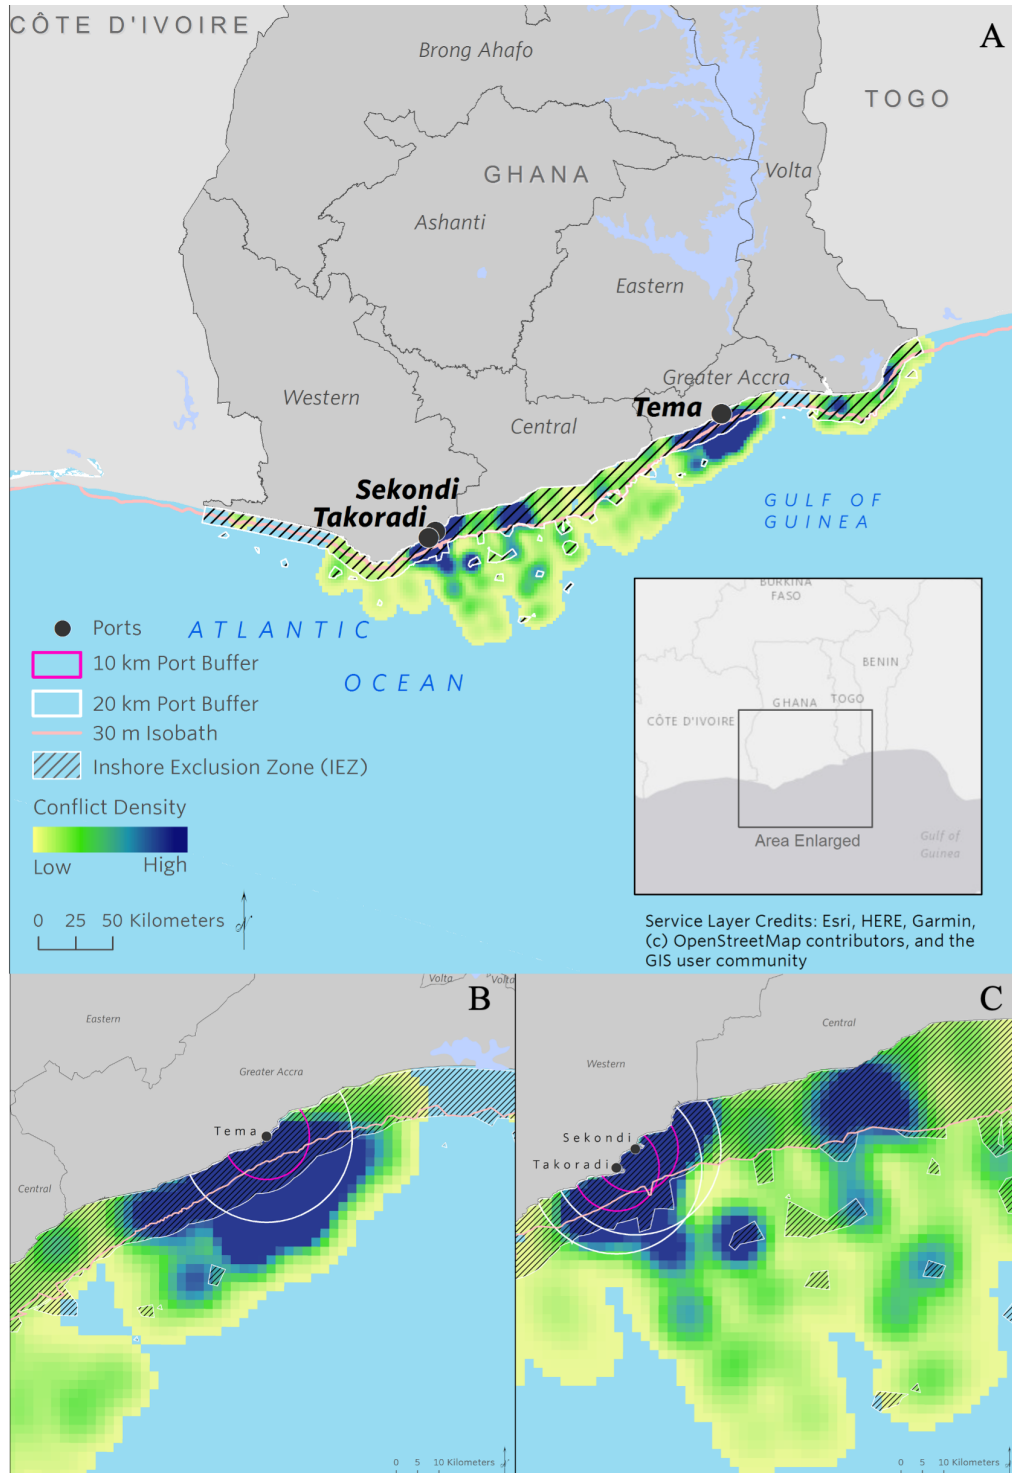 CÔTE D'IVOIRE
A
Brong Ahafo
TOGO
GHANA
Volta
Ashanti
Eastern
Greater Accra
Western
Tema
Central
Sekondi
Takoradi
GULF OF
GUINEA
Ports
ATLANTIC
OCEAN
10 km Port Buffer
20 km Port Buffer
30 m Isobath
Inshore Exclusion Zone (IEZ)
Conflict Density
Low High
0 25 50 Kilometers
N
BURKINA
FASO
BENIN
GHANA
TOGO
CÔTE D'IVOIRE
Area Enlarged
Gulf of
Guinea
Service Layer Credits: Esri, HERE, Garmin,
(c) OpenStreetMap contributors, and the
GIS user community
B
Volta
Volta
Eastern
Greater Accra
Tema
Central
0 5 10 Kilometers
C
Central
Western
Sekondi
Takoradi
0 5 10 Kilometers